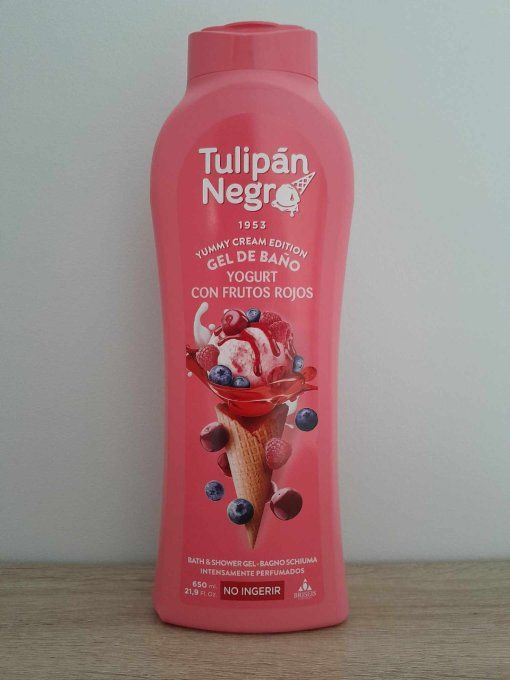 Tulipán
Negro
1953
YUMMY CREAM EDITION
GEL DE BAÑO
YOGURT
CON FRUTOS ROJOS
BATH & SHOWER GEL - BAGNO SCHIUMA
INTENSAMENTE PERFUMADOS
650 ml.
21,9 FL.Oz.
NO INGERIR
BRISEIS